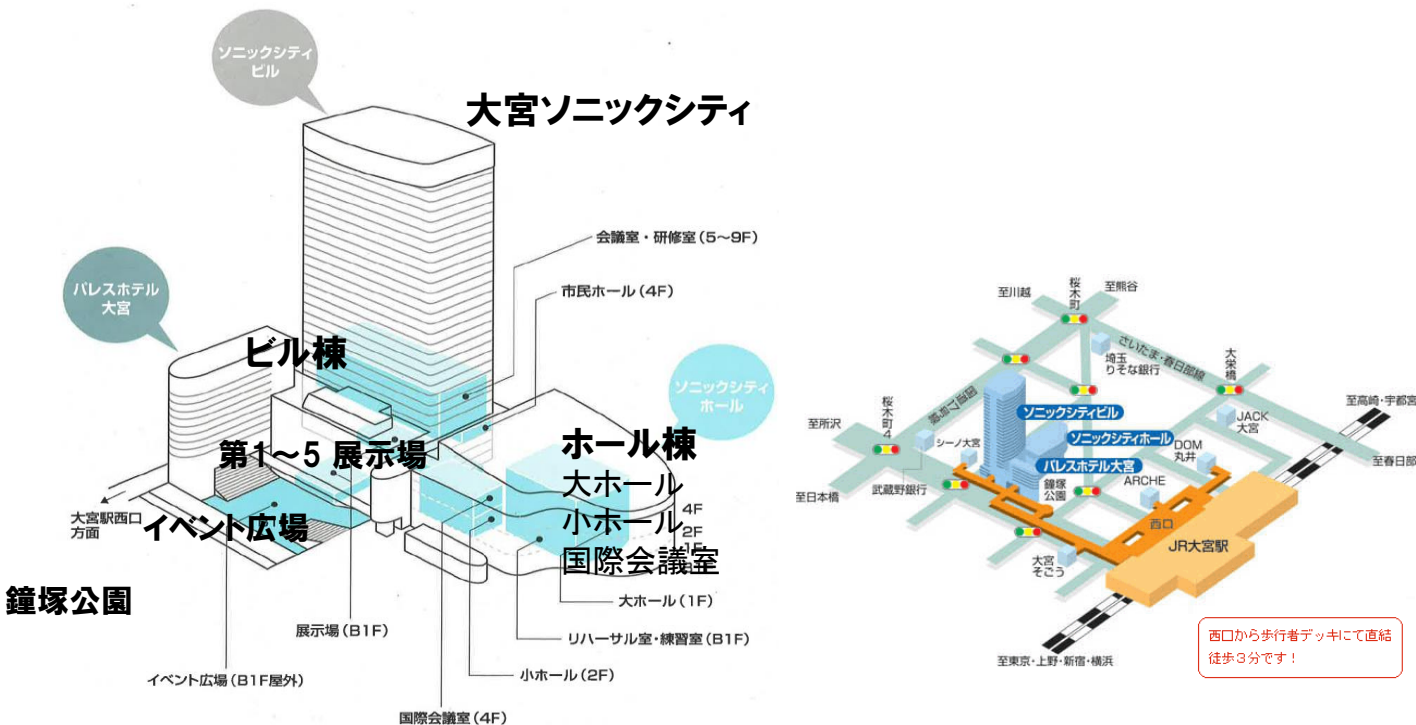 ソニックシティ
ビル
大宮ソニックシティ
会議室・研修室(5〜9F)
市民ホール(4F)
パレスホテル
大宮
ビル棟
ソニックシティ
ホール
第1〜5 展示場
ホール棟
大ホール
小ホール
国際会議室
4F
2F
1F
大宮駅西口
方面
イベント広場
鐘塚公園
大ホール(1F)
展示場(B1F)
リハーサル室・練習室(B1F)
小ホール(2F)
イベント広場(B1F屋外)
国際会議室(4F)
至川越
桜木町
至熊谷
さいたま・春日部線
埼玉
りそな銀行
大栄橋
国道17号線
至高崎・宇都宮
桜木町4
至所沢
ソニックシティビル
JACK
大宮
シーノ大宮
ソニックシティホール
DOM
丸井
至春日部
パレスホテル大宮
武蔵野銀行
至日本橋
鐘塚
公園
ARCHE
西口
JR大宮駅
大宮
そごう
至東京・上野・新宿・横浜
西口から歩行者デッキにて直結
徒歩3分です！